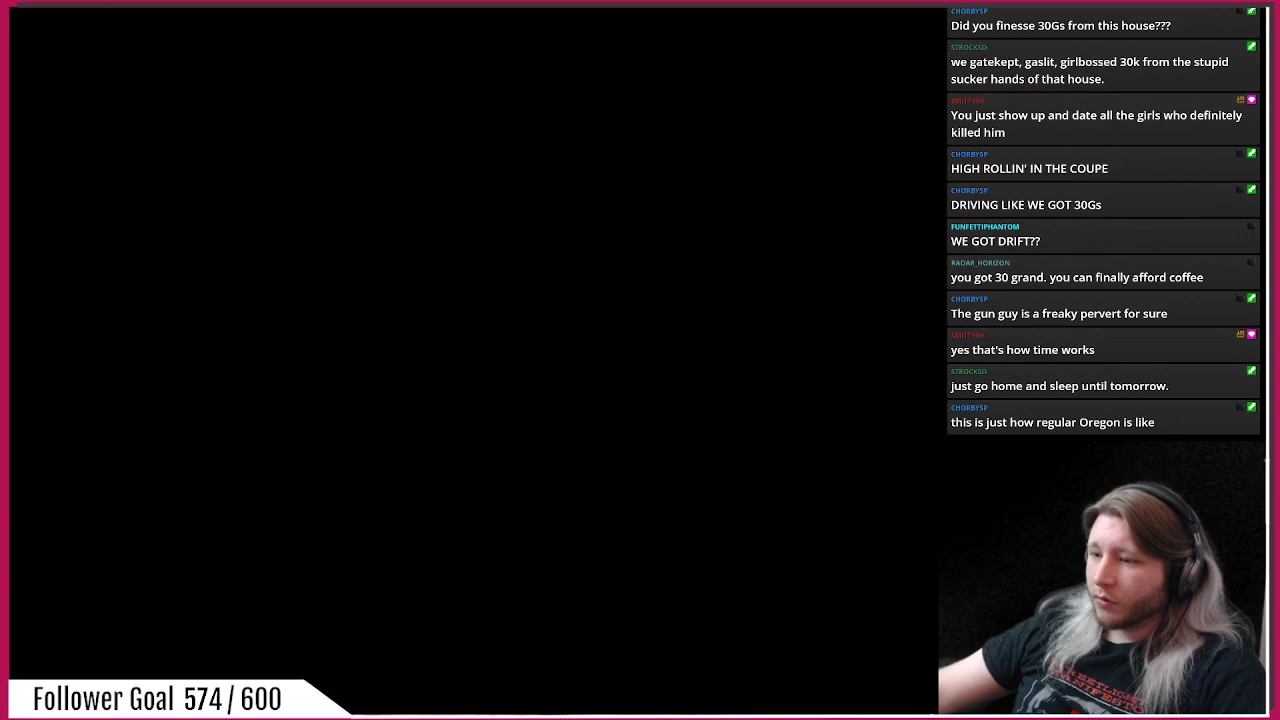 CHORBYSP
Did you finesse 30Gs from this house???
STROCKSO
we gatekept, gaslit, girlbossed 30k from the stupid
sucker hands of that house.
You just show up and date all the girls who definitely
killed him
CHORBYSP
HIGH ROLLIN' IN THE COUPE
CHORBYSP
DRIVING LIKE WE GOT 30Gs
FUNFETTIPHANTOM
WE GOT DRIFT??
RADAR_HORIZON
you got 30 grand. you can finally afford coffee
CHORBYSP
The gun guy is a freaky pervert for sure
yes that's how time works
STROCKSO
just go home and sleep until tomorrow.
CHORBYSP
this is just how regular Oregon is like
Follower Goal 574 / 600